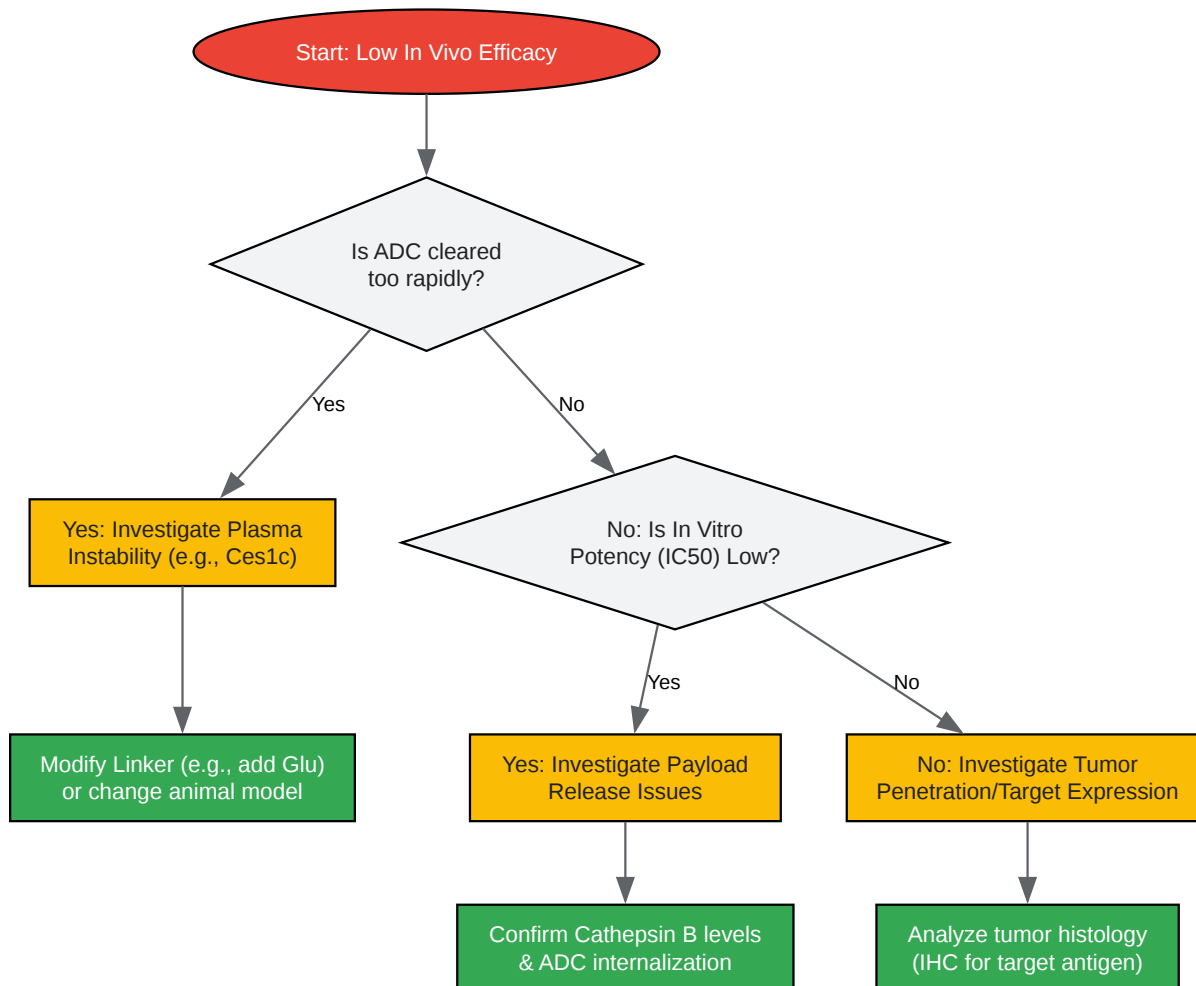 Start: Low In Vivo Efficacy
Is ADC cleared
too rapidly?
Yes
No
Yes: Investigate Plasma
Instability (e.g., Ces1c)
No: Is In Vitro
Potency (IC50) Low?
Yes
No
Modify Linker (e.g., add Glu)
or change animal model
Yes: Investigate Payload
Release Issues
No: Investigate Tumor
Penetration/Target Expression
Confirm Cathepsin B levels
& ADC internalization
Analyze tumor histology
(IHC for target antigen)